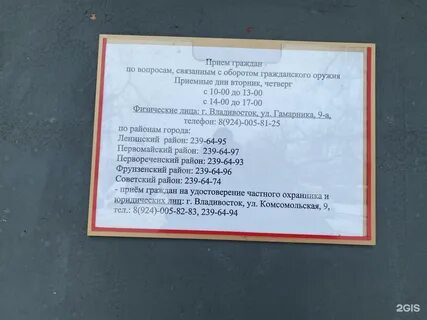 Прием граждан
по вопросам, связанным с оборотом гражданского оружия
Приемные дни вторник, четверг
с 10-00 до 13-00
с 14-00 до 17-00
Физические лица: г. Владивосток, ул. Гамарника, 9-а,
телефон: 8(924)-005-81-25
по районам города:
Ленинский район: 239-64-95
Первомайский район: 239-64-97
Первореченский район: 239-64-93
Фрунзенский район: 239-64-96
Советский район: 239-64-74
- приём граждан на удостоверение частного охранника и
юридических лиц: г. Владивосток, ул. Комсомольская, 9,
тел.: 8(924)-005-82-83, 239-64-94
2GIS